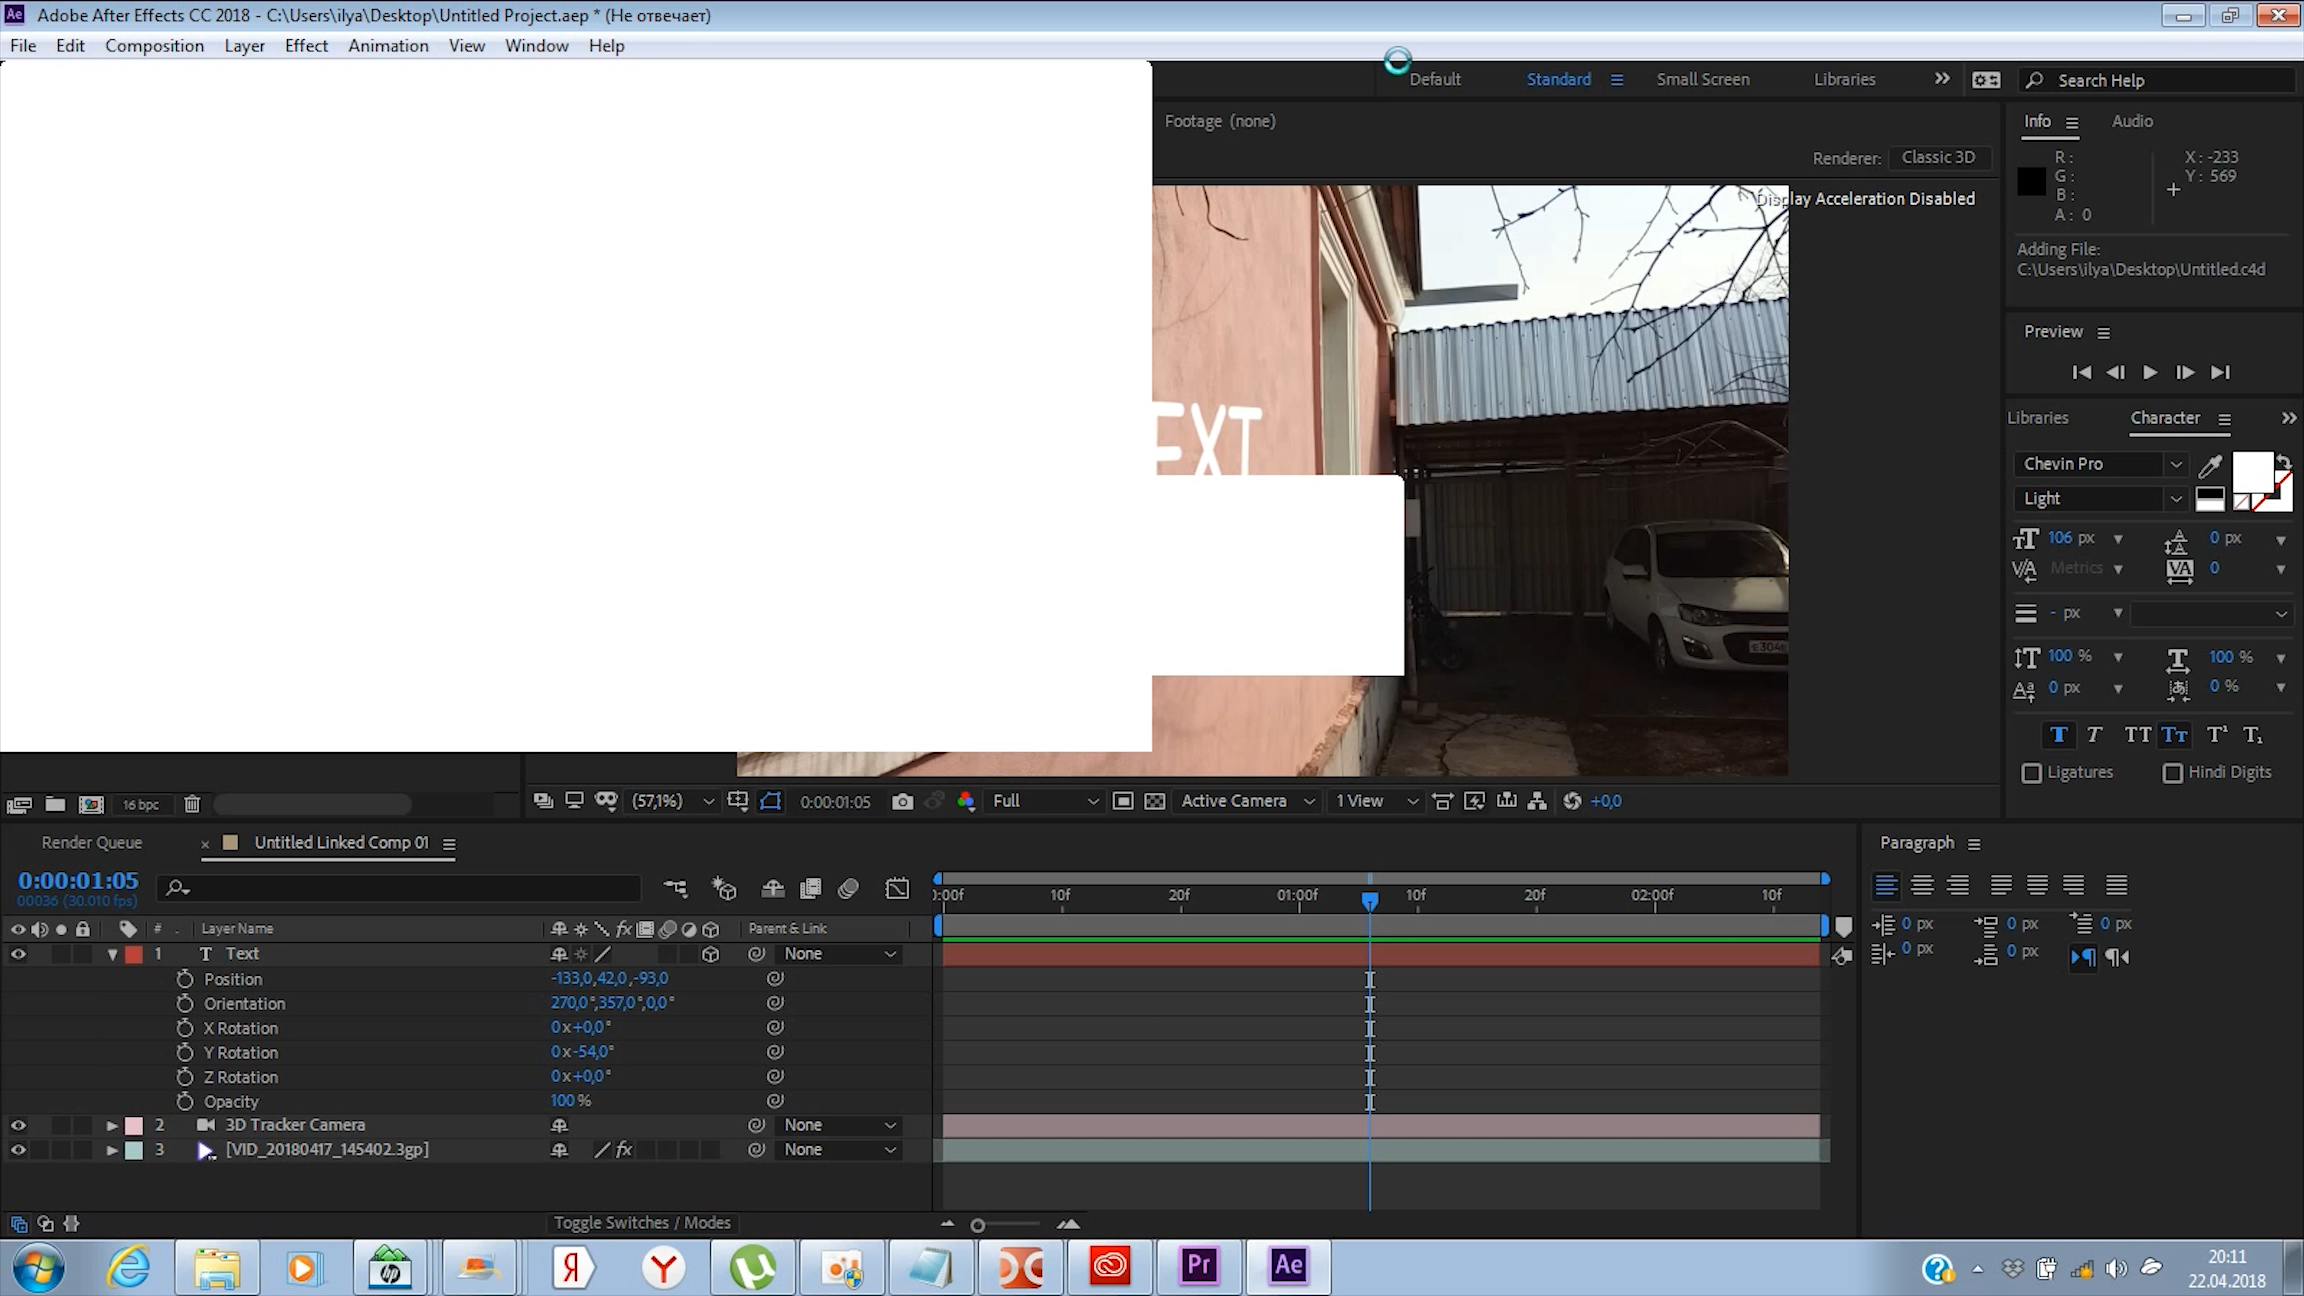 Adobe After Effects CC 2018 - C:\Users\ilya\Desktop\Untitled Project.aep * (Не отвечает)
File Edit Composition Layer Effect Animation View Window Help
Default Standard Small Screen Libraries Search Help
Footage (none)
Renderer: Classic 3D
Display Acceleration Disabled
EXT
Info Audio
R:
G:
B:
A: 0
X: -233
Y: 569
Adding File:
C:\Users\ilya\Desktop\Untitled.c4d
Preview
Libraries Character
Chevin Pro
Light
106 px 0 px
Metrics 0
- px
100 % 100 %
0 px 0 %
T T TT Tт T¹ T₁
Ligatures Hindi Digits
16 bpc (57,1%) 0:00:01:05 Full Active Camera 1 View +0,0
Render Queue Untitled Linked Comp 01
0:00:01:05
00036 (30.010 fps)
0:00f 10f 20f 01:00f 10f 20f 02:00f 10f
# Layer Name Parent & Link
1 T Text None
Position -133,0,42,0,-93,0
Orientation 270,0°,357,0°,0,0°
X Rotation 0x+0,0°
Y Rotation 0x-54,0°
Z Rotation 0x+0,0°
Opacity 100 %
2 3D Tracker Camera None
3 [VID_20180417_145402.3gp] fx None
Toggle Switches / Modes
Paragraph
0 px 0 px 0 px
0 px 0 px
hp Я Y µ Pr Ae
20:11
22.04.2018